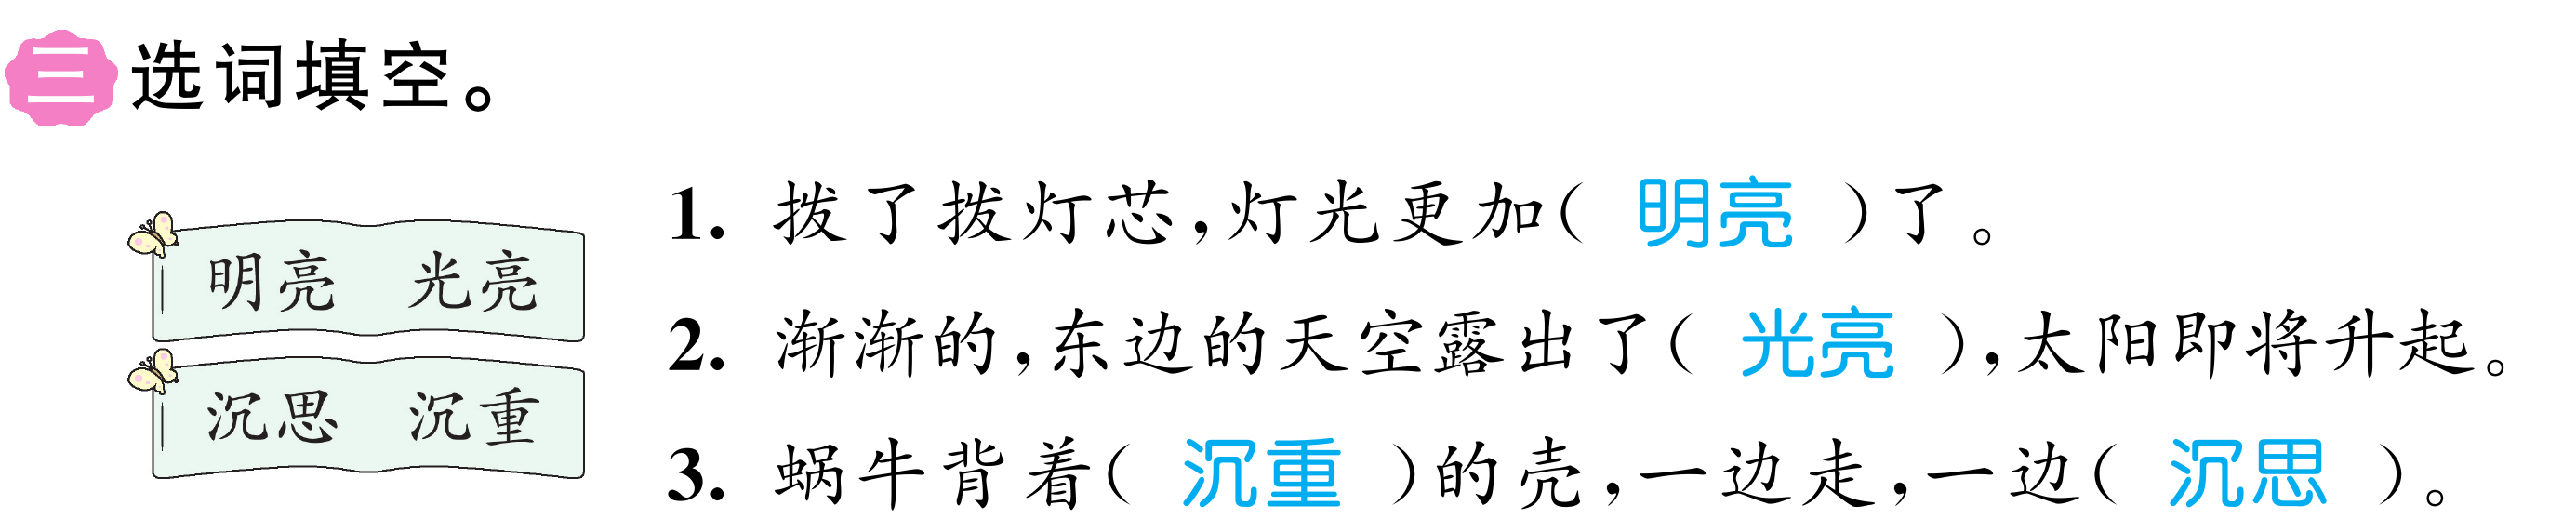 三 选词填空。
明亮 光亮
沉思 沉重
1. 拨了拨灯芯,灯光更加( 明亮 )了。
2. 渐渐的,东边的天空露出了( 光亮 ),太阳即将升起。
3. 蜗牛背着( 沉重 )的壳,一边走,一边( 沉思 )。